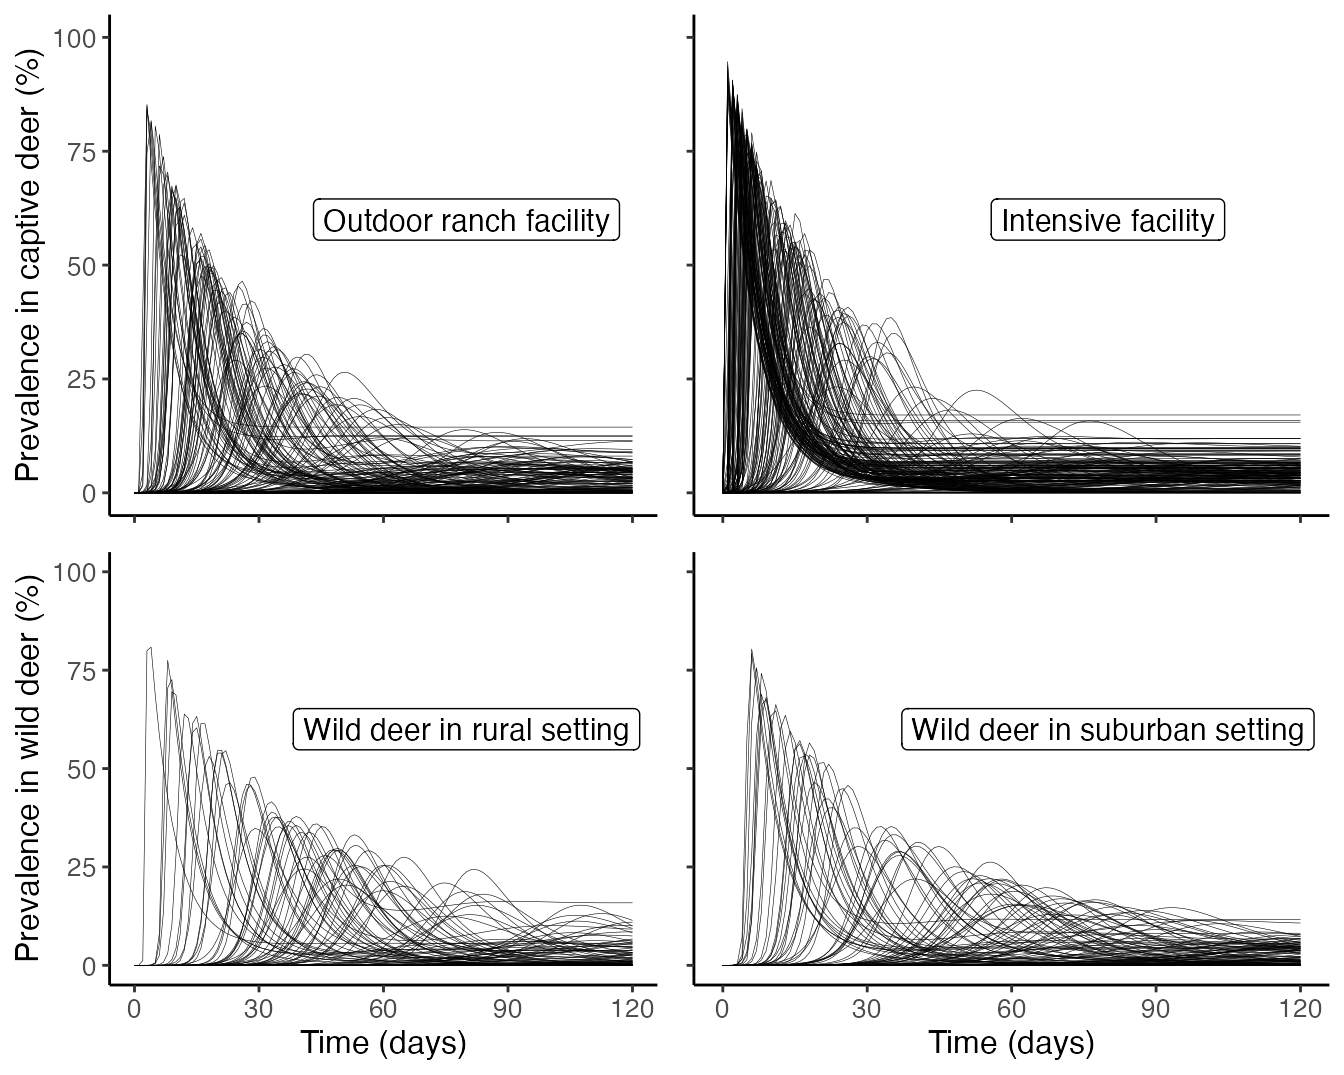 Prevalence in captive deer (%)
100
75
50
25
0
Outdoor ranch facility
Intensive facility
Prevalence in wild deer (%)
100
75
50
25
0
Wild deer in rural setting
Wild deer in suburban setting
0 30 60 90 120
0 30 60 90 120
Time (days)
Time (days)